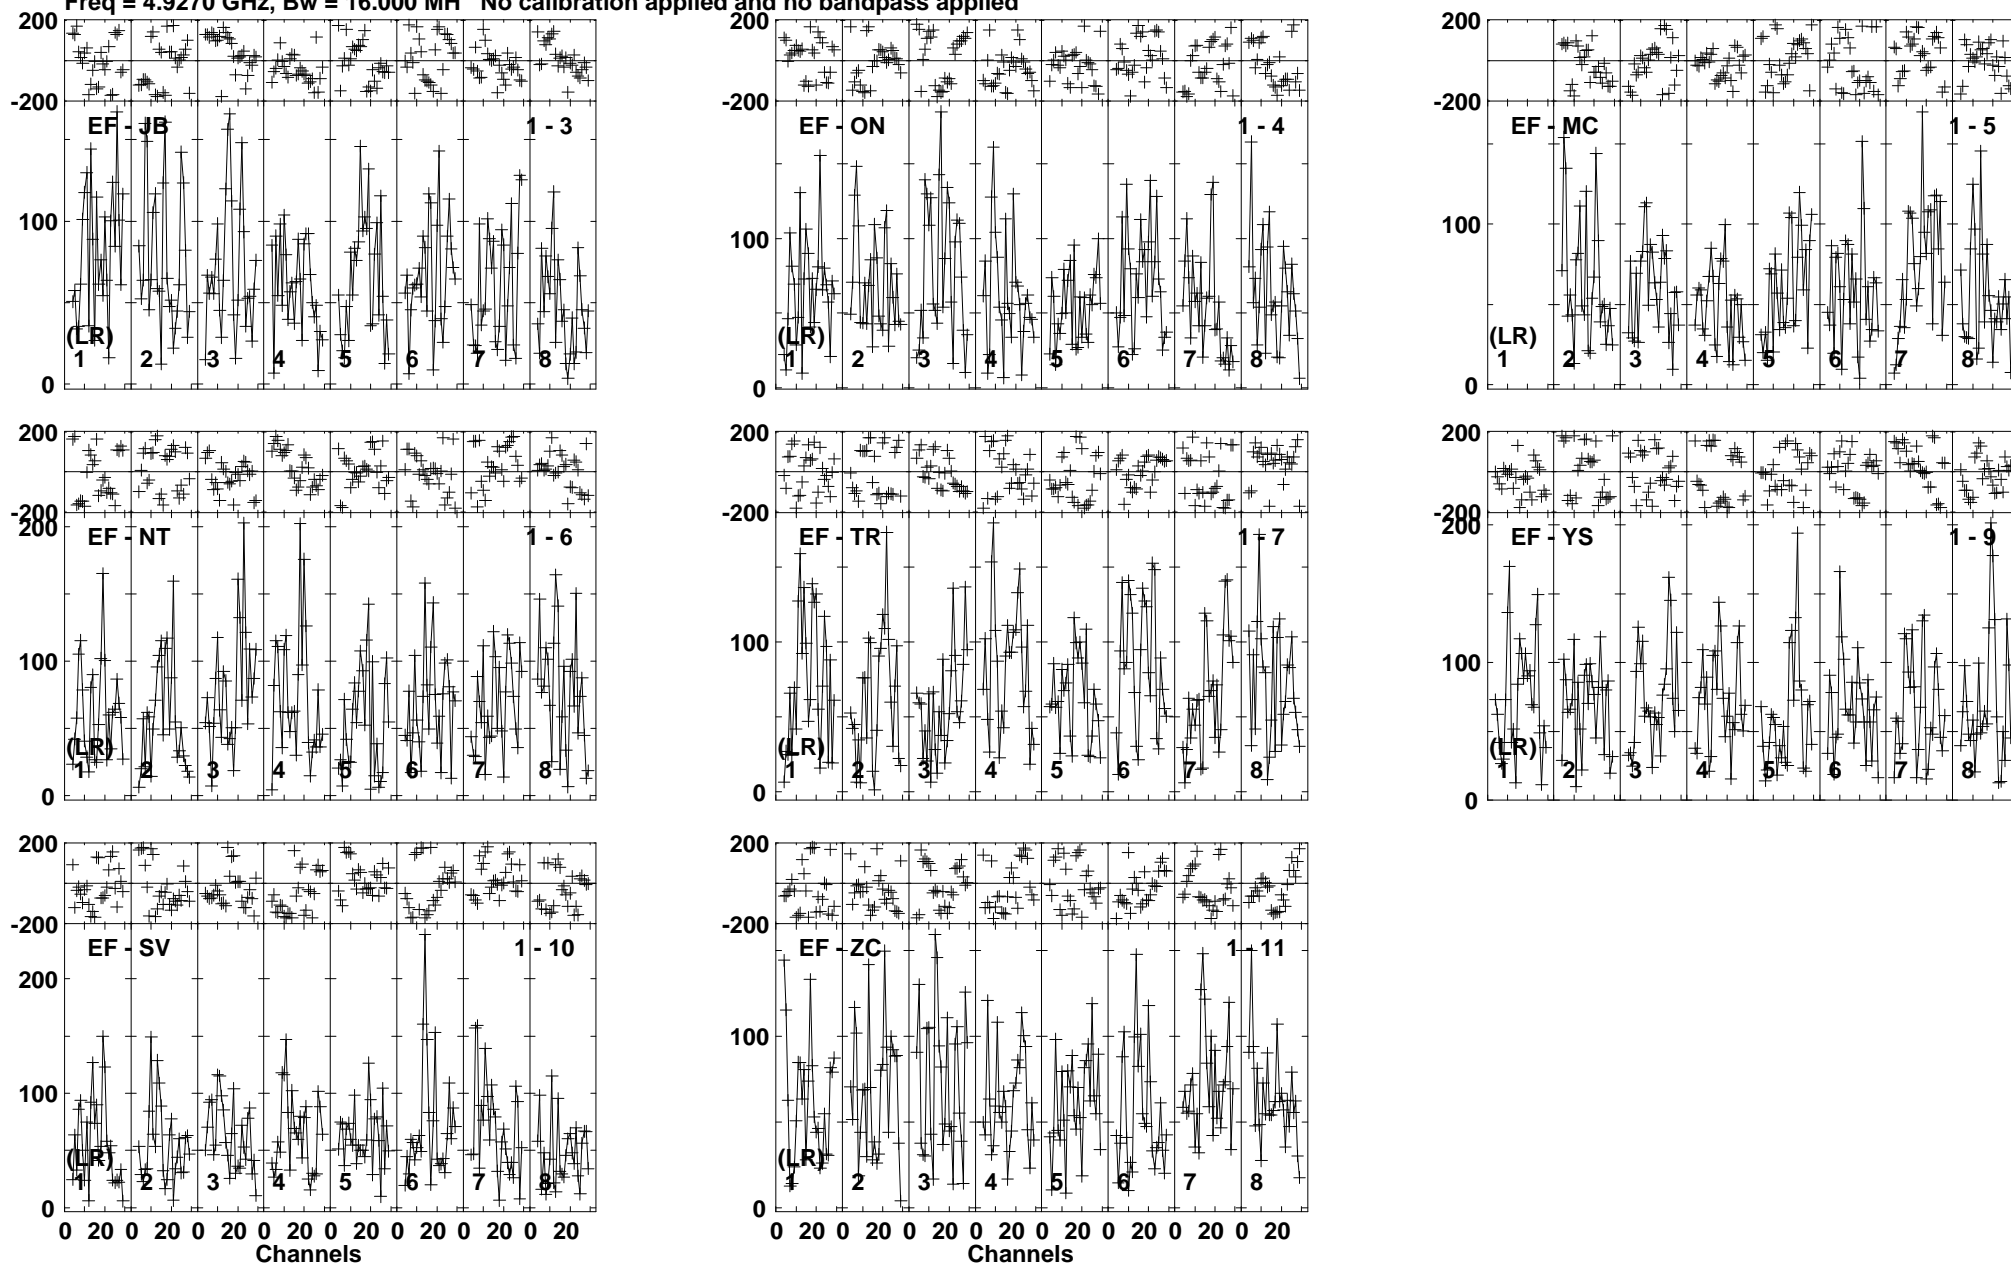 Freq = 4.9270 GHz, Bw = 16.000 MH No calibration applied and no bandpass applied
200 200 200
-200 -200 -200
EF - JB 1 - 3 EF - ON 1 - 4 EF - MC 1 - 5
100 100 100
(LR) (LR) (LR)
1 2 3 4 5 6 7 8 1 2 3 4 5 6 7 8 1 2 3 4 5 6 7 8
0 0 0
200 200 200
-200 -200 -200
200 200
EF - NT 1 - 6 EF - TR 1 - 7 EF - YS 1 - 9
100 100 100
(LR) (LR) (LR)
1 2 3 4 5 6 7 8 1 2 3 4 5 6 7 8 1 2 3 4 5 6 7 8
0 0 0
200 200
-200 -200
EF - SV 1 - 10 EF - ZC 1 - 11
200
100 100
(LR) (LR)
1 2 3 4 5 6 7 8 1 2 3 4 5 6 7 8
0 0
0 20 0 20 0 20 0 20 0 20 0 20 0 20 0 20 0 20 0 20 0 20 0 20 0 20 0 20 0 20 0 20
Channels Channels